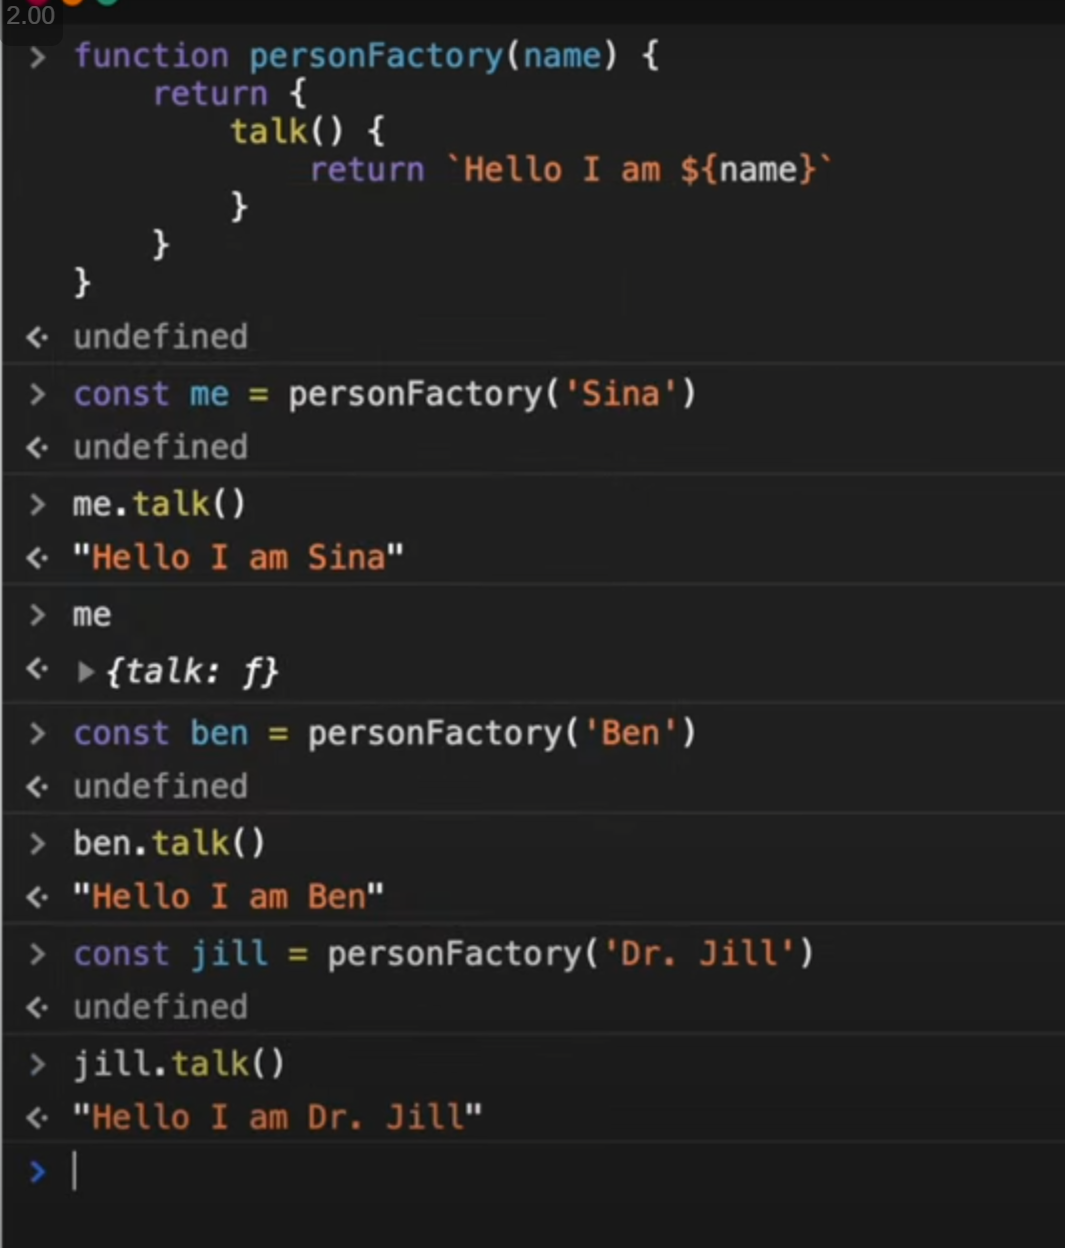 2.00
> function personFactory(name) {
return {
talk() {
return `Hello I am ${name}`
}
}
}
undefined
> const me = personFactory('Sina')
undefined
> me.talk()
"Hello I am Sina"
> me
{talk: ƒ}
> const ben = personFactory('Ben')
undefined
> ben.talk()
"Hello I am Ben"
> const jill = personFactory('Dr. Jill')
undefined
> jill.talk()
"Hello I am Dr. Jill"
>